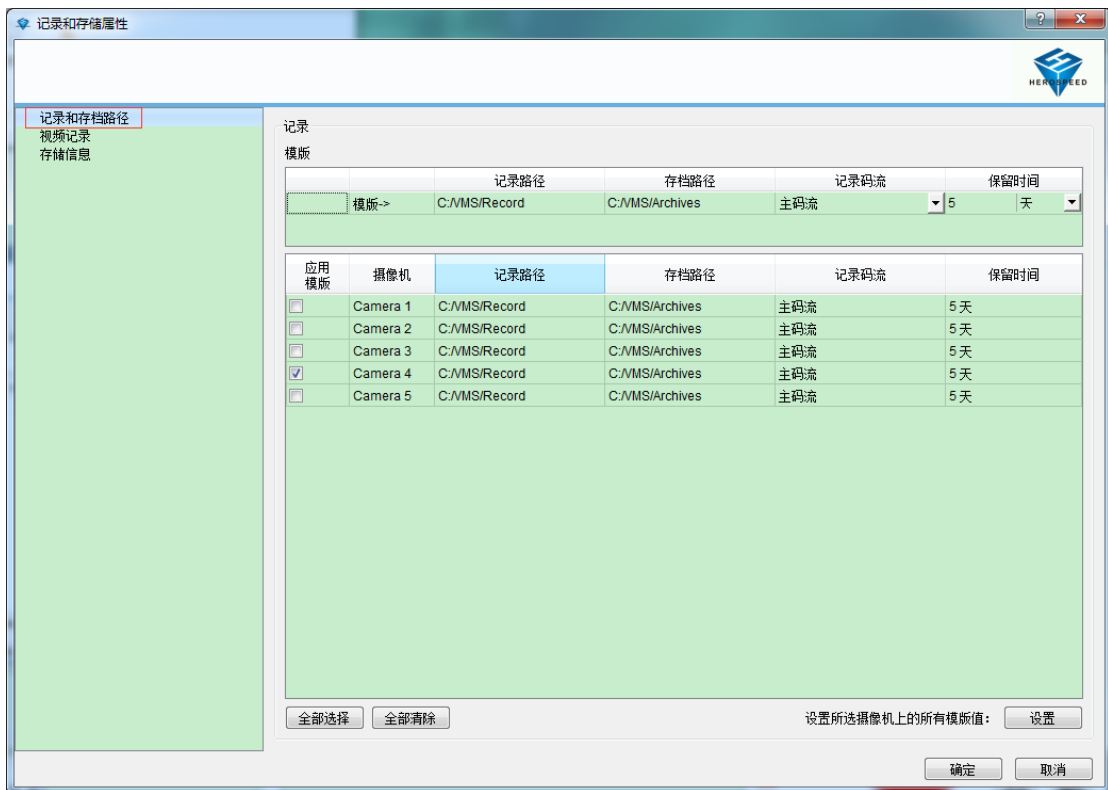 记录和存储属性
HEROSPEED
记录和存档路径
视频记录
存储信息
记录
模版
记录路径 存档路径 记录码流 保留时间
模版-> C:/VMS/Record C:/VMS/Archives 主码流 5 天
应用模版 摄像机 记录路径 存档路径 记录码流 保留时间
Camera 1 C:/VMS/Record C:/VMS/Archives 主码流 5 天
Camera 2 C:/VMS/Record C:/VMS/Archives 主码流 5 天
Camera 3 C:/VMS/Record C:/VMS/Archives 主码流 5 天
Camera 4 C:/VMS/Record C:/VMS/Archives 主码流 5 天
Camera 5 C:/VMS/Record C:/VMS/Archives 主码流 5 天
全部选择 全部清除 设置所选摄像机上的所有模版值: 设置
确定 取消